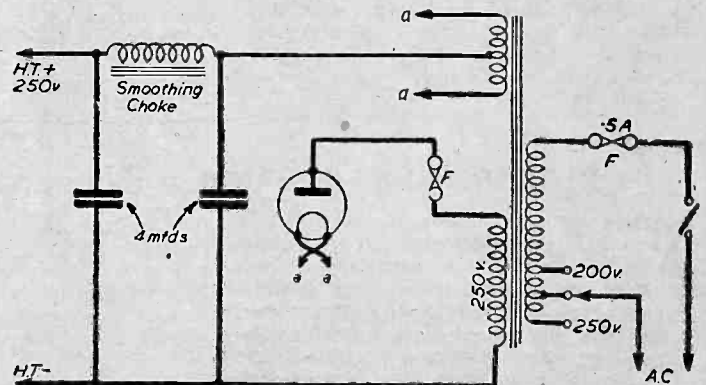 H.T.+
250v
Smoothing
Choke
4 mfds
H.T-
a
a
a a
F
250v.
.5A
F
200v.
250v.
A.C